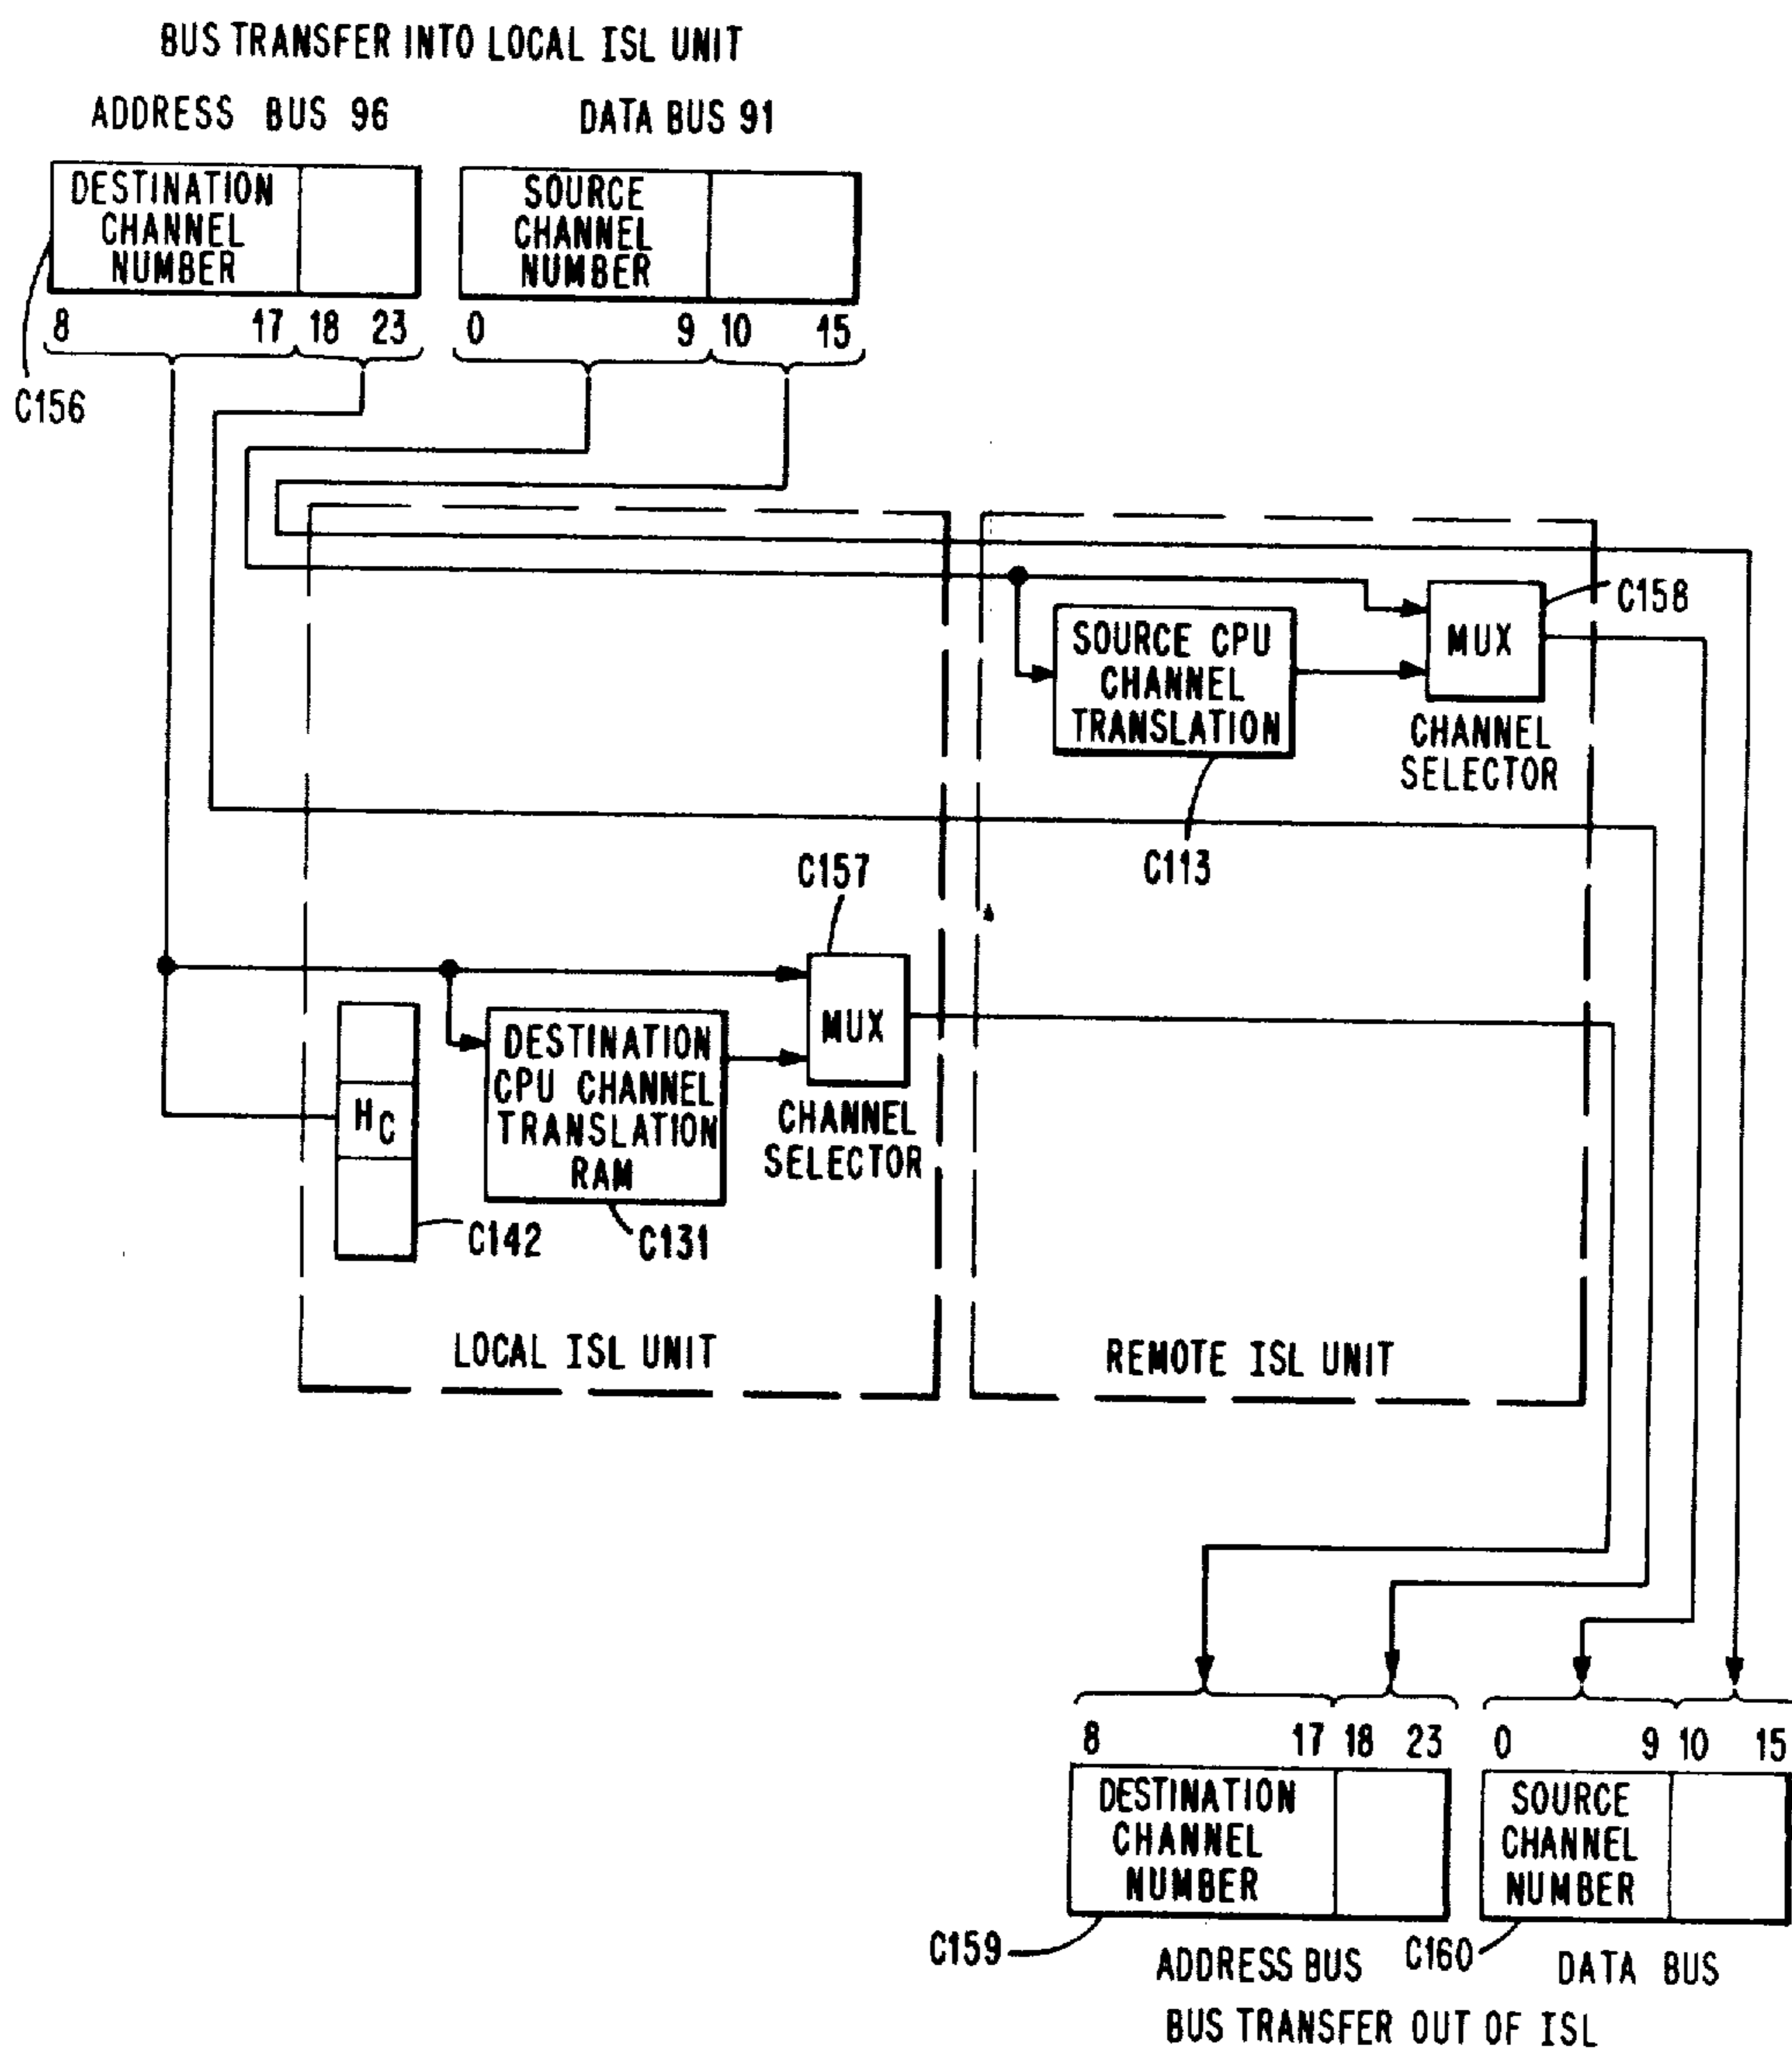 BUS TRANSFER INTO LOCAL ISL UNIT
ADDRESS BUS 96
DATA BUS 91
DESTINATION
CHANNEL
NUMBER
SOURCE
CHANNEL
NUMBER
8 17 18 23
0 9 10 15
C156
C158
MUX
SOURCE CPU
CHANNEL
TRANSLATION
CHANNEL
SELECTOR
C113
C157
MUX
DESTINATION
CPU CHANNEL
TRANSLATION
RAM
HC
CHANNEL
SELECTOR
C142
C131
LOCAL ISL UNIT
REMOTE ISL UNIT
8 17 18 23
0 9 10 15
DESTINATION
CHANNEL
NUMBER
SOURCE
CHANNEL
NUMBER
C159
ADDRESS BUS
C160
DATA BUS
BUS TRANSFER OUT OF ISL